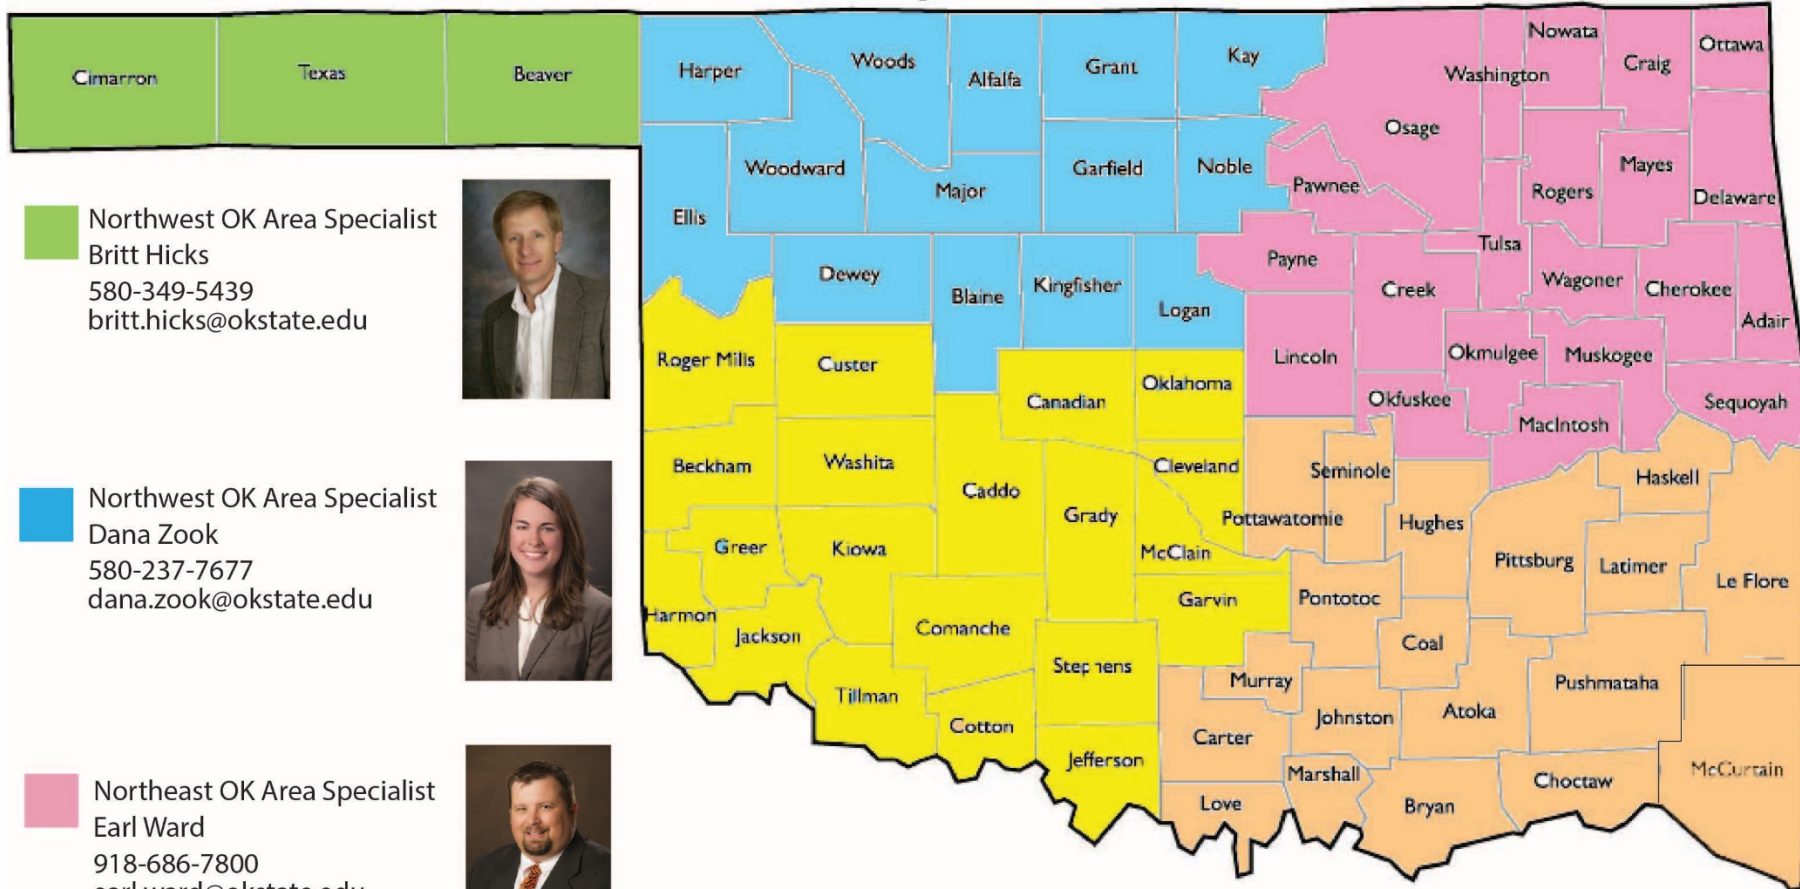 Northwest OK Area Specialist
Britt Hicks
580-349-5439
britt.hicks@okstate.edu
Northwest OK Area Specialist
Dana Zook
580-237-7677
dana.zook@okstate.edu
Northeast OK Area Specialist
Earl Ward
918-686-7800
earl.ward@okstate.edu
Cimarron
Texas
Beaver
Harper
Woods
Alfalfa
Grant
Kay
Osage
Washington
Nowata
Craig
Ottawa
Ellis
Woodward
Major
Garfield
Noble
Pawnee
Rogers
Mayes
Delaware
Dewey
Blaine
Kingfisher
Logan
Payne
Creek
Tulsa
Wagoner
Cherokee
Adair
Roger Mills
Custer
Canadian
Oklahoma
Lincoln
Okfuskee
Okmulgee
Muskogee
MacIntosh
Sequoyah
Beckham
Washita
Caddo
Grady
Cleveland
McClain
Pottawatomie
Seminole
Hughes
Pittsburg
Haskell
Latimer
Le Flore
Greer
Kiowa
Harmon
Jackson
Comanche
Garvin
Pontotoc
Coal
Tillman
Cotton
Stephens
Jefferson
Murray
Carter
Love
Johnston
Marshall
Atoka
Bryan
Pushmataha
Choctaw
McCurtain